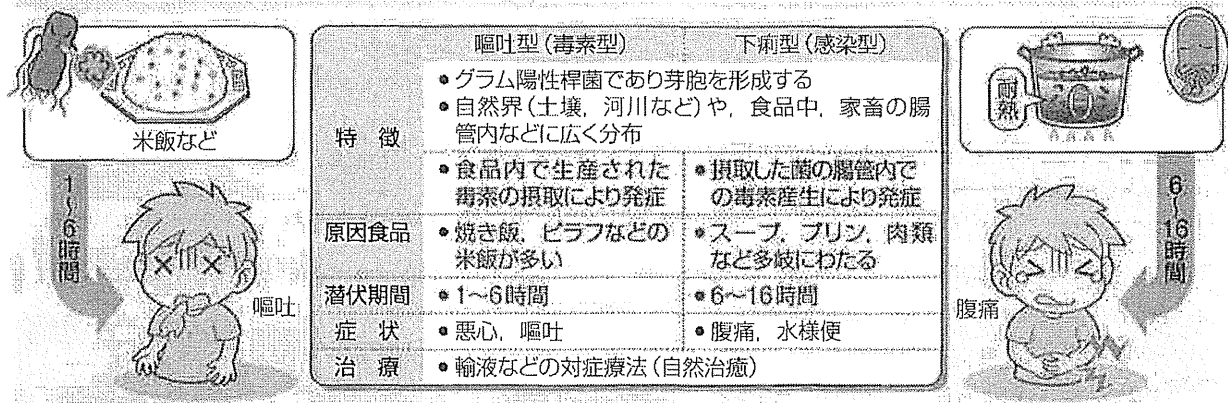 米飯など
1～6時間
嘔吐
嘔吐型(毒素型) 下痢型(感染型)
特 徴
• グラム陽性桿菌であり芽胞を形成する
• 自然界(土壌，河川など)や，食品中，家畜の腸
管内などに広く分布
• 食品内で生産された
毒素の摂取により発症
• 摂取した菌の腸管内で
の毒素産生により発症
原因食品
• 焼き飯，ピラフなどの
米飯が多い
• スープ，プリン，肉類
など多岐にわたる
潜伏期間 • 1～6時間 • 6～16時間
症 状 • 悪心，嘔吐 • 腹痛，水様便
治 療 • 輸液などの対症療法(自然治癒)
耐熱
6～16時間
腹痛